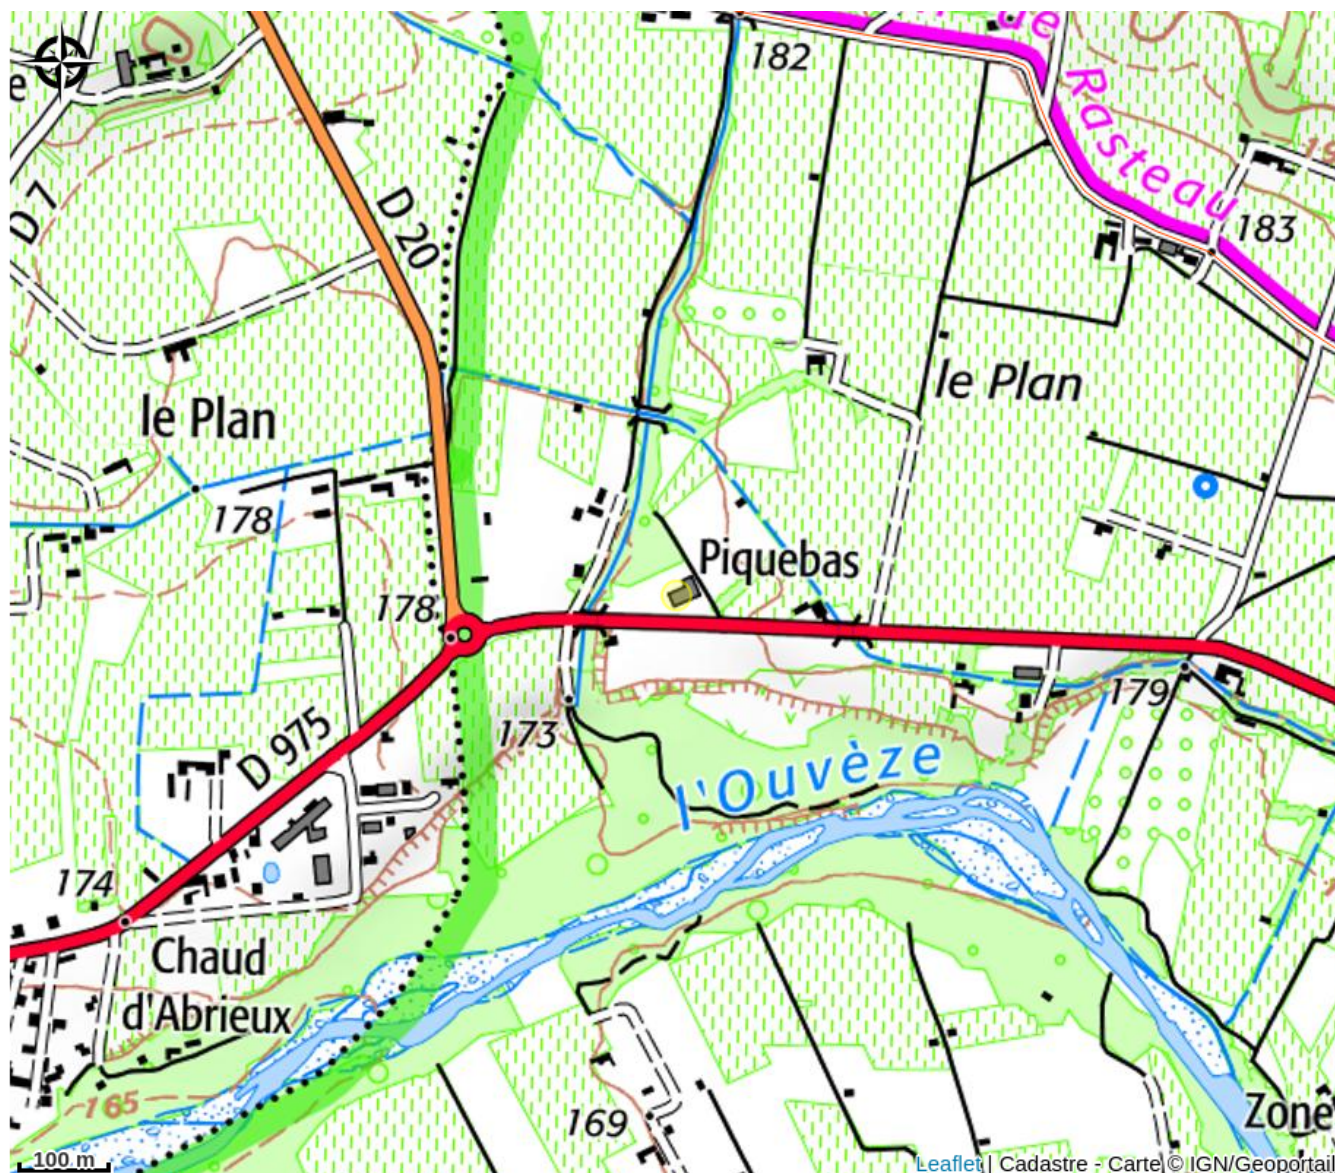 182
de
Rasteau
183
D 7
D 20
le Plan
le Plan
178
Piquebas
178
D 975
173
179
l'Ouvèze
174
Chaud
d'Abrieux
165
169
Zone
100 m
Leaflet | Cadastre - Carte © IGN/Geoportail